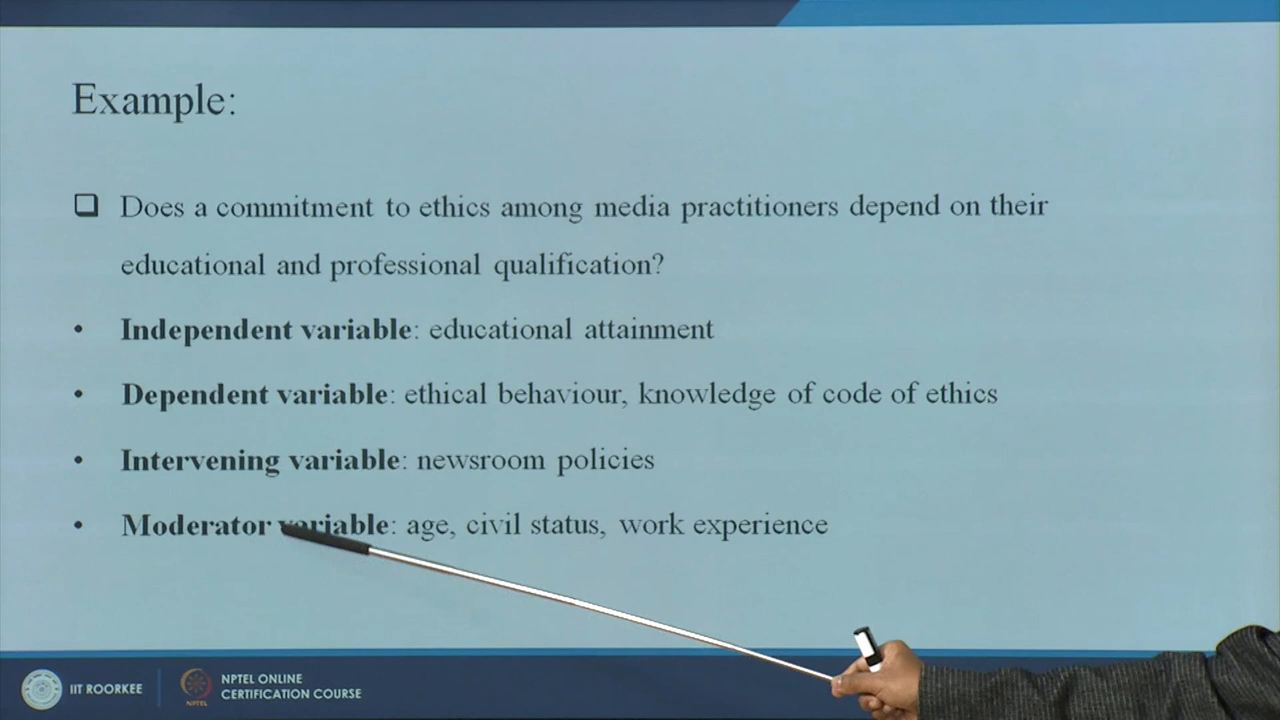 Example:
❑ Does a commitment to ethics among media practitioners depend on their
educational and professional qualification?
• Independent variable: educational attainment
• Dependent variable: ethical behaviour, knowledge of code of ethics
• Intervening variable: newsroom policies
• Moderator variable: age, civil status, work experience
IIT ROORKEE
NPTEL
NPTEL ONLINE
CERTIFICATION COURSE